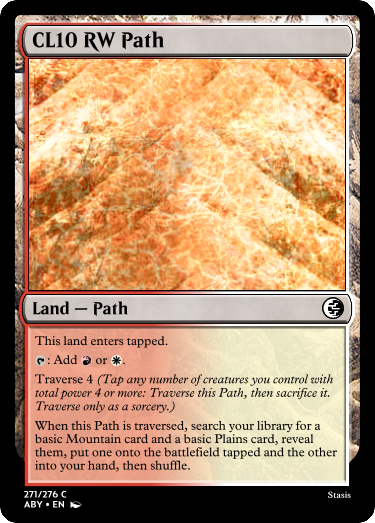 CL10 RW Path
Land — Path
This land enters tapped.
: Add or .
Traverse 4 (Tap any number of creatures you control with
total power 4 or more: Traverse this Path, then sacrifice it.
Traverse only as a sorcery.)
When this Path is traversed, search your library for a
basic Mountain card and a basic Plains card, reveal
them, put one onto the battlefield tapped and the other
into your hand, then shuffle.
271/276 C
Stasis
ABY • EN